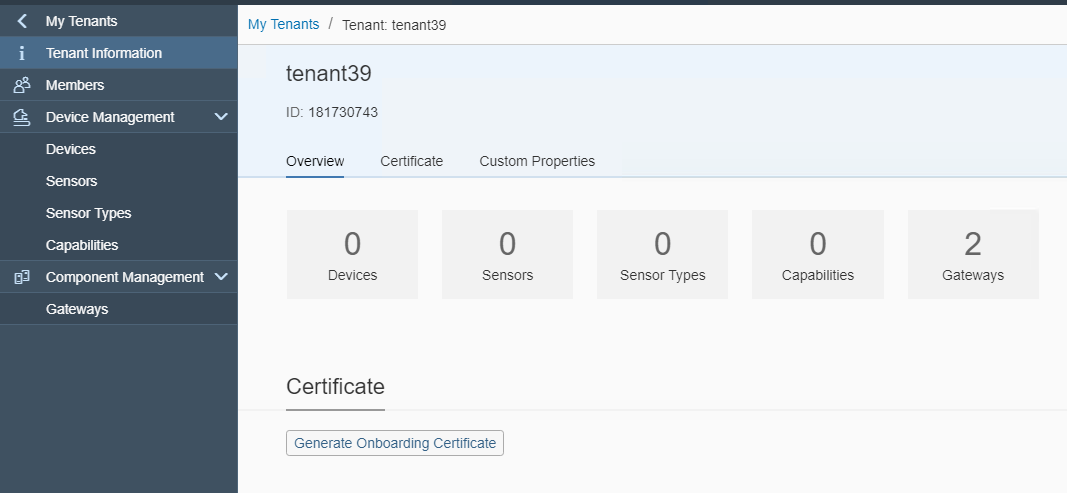 My Tenants
Tenant Information
Members
Device Management
Devices
Sensors
Sensor Types
Capabilities
Component Management
Gateways
My Tenants / Tenant: tenant39
tenant39
ID: 181730743
Overview Certificate Custom Properties
0 0 0 0 2
Devices Sensors Sensor Types Capabilities Gateways
Certificate
Generate Onboarding Certificate